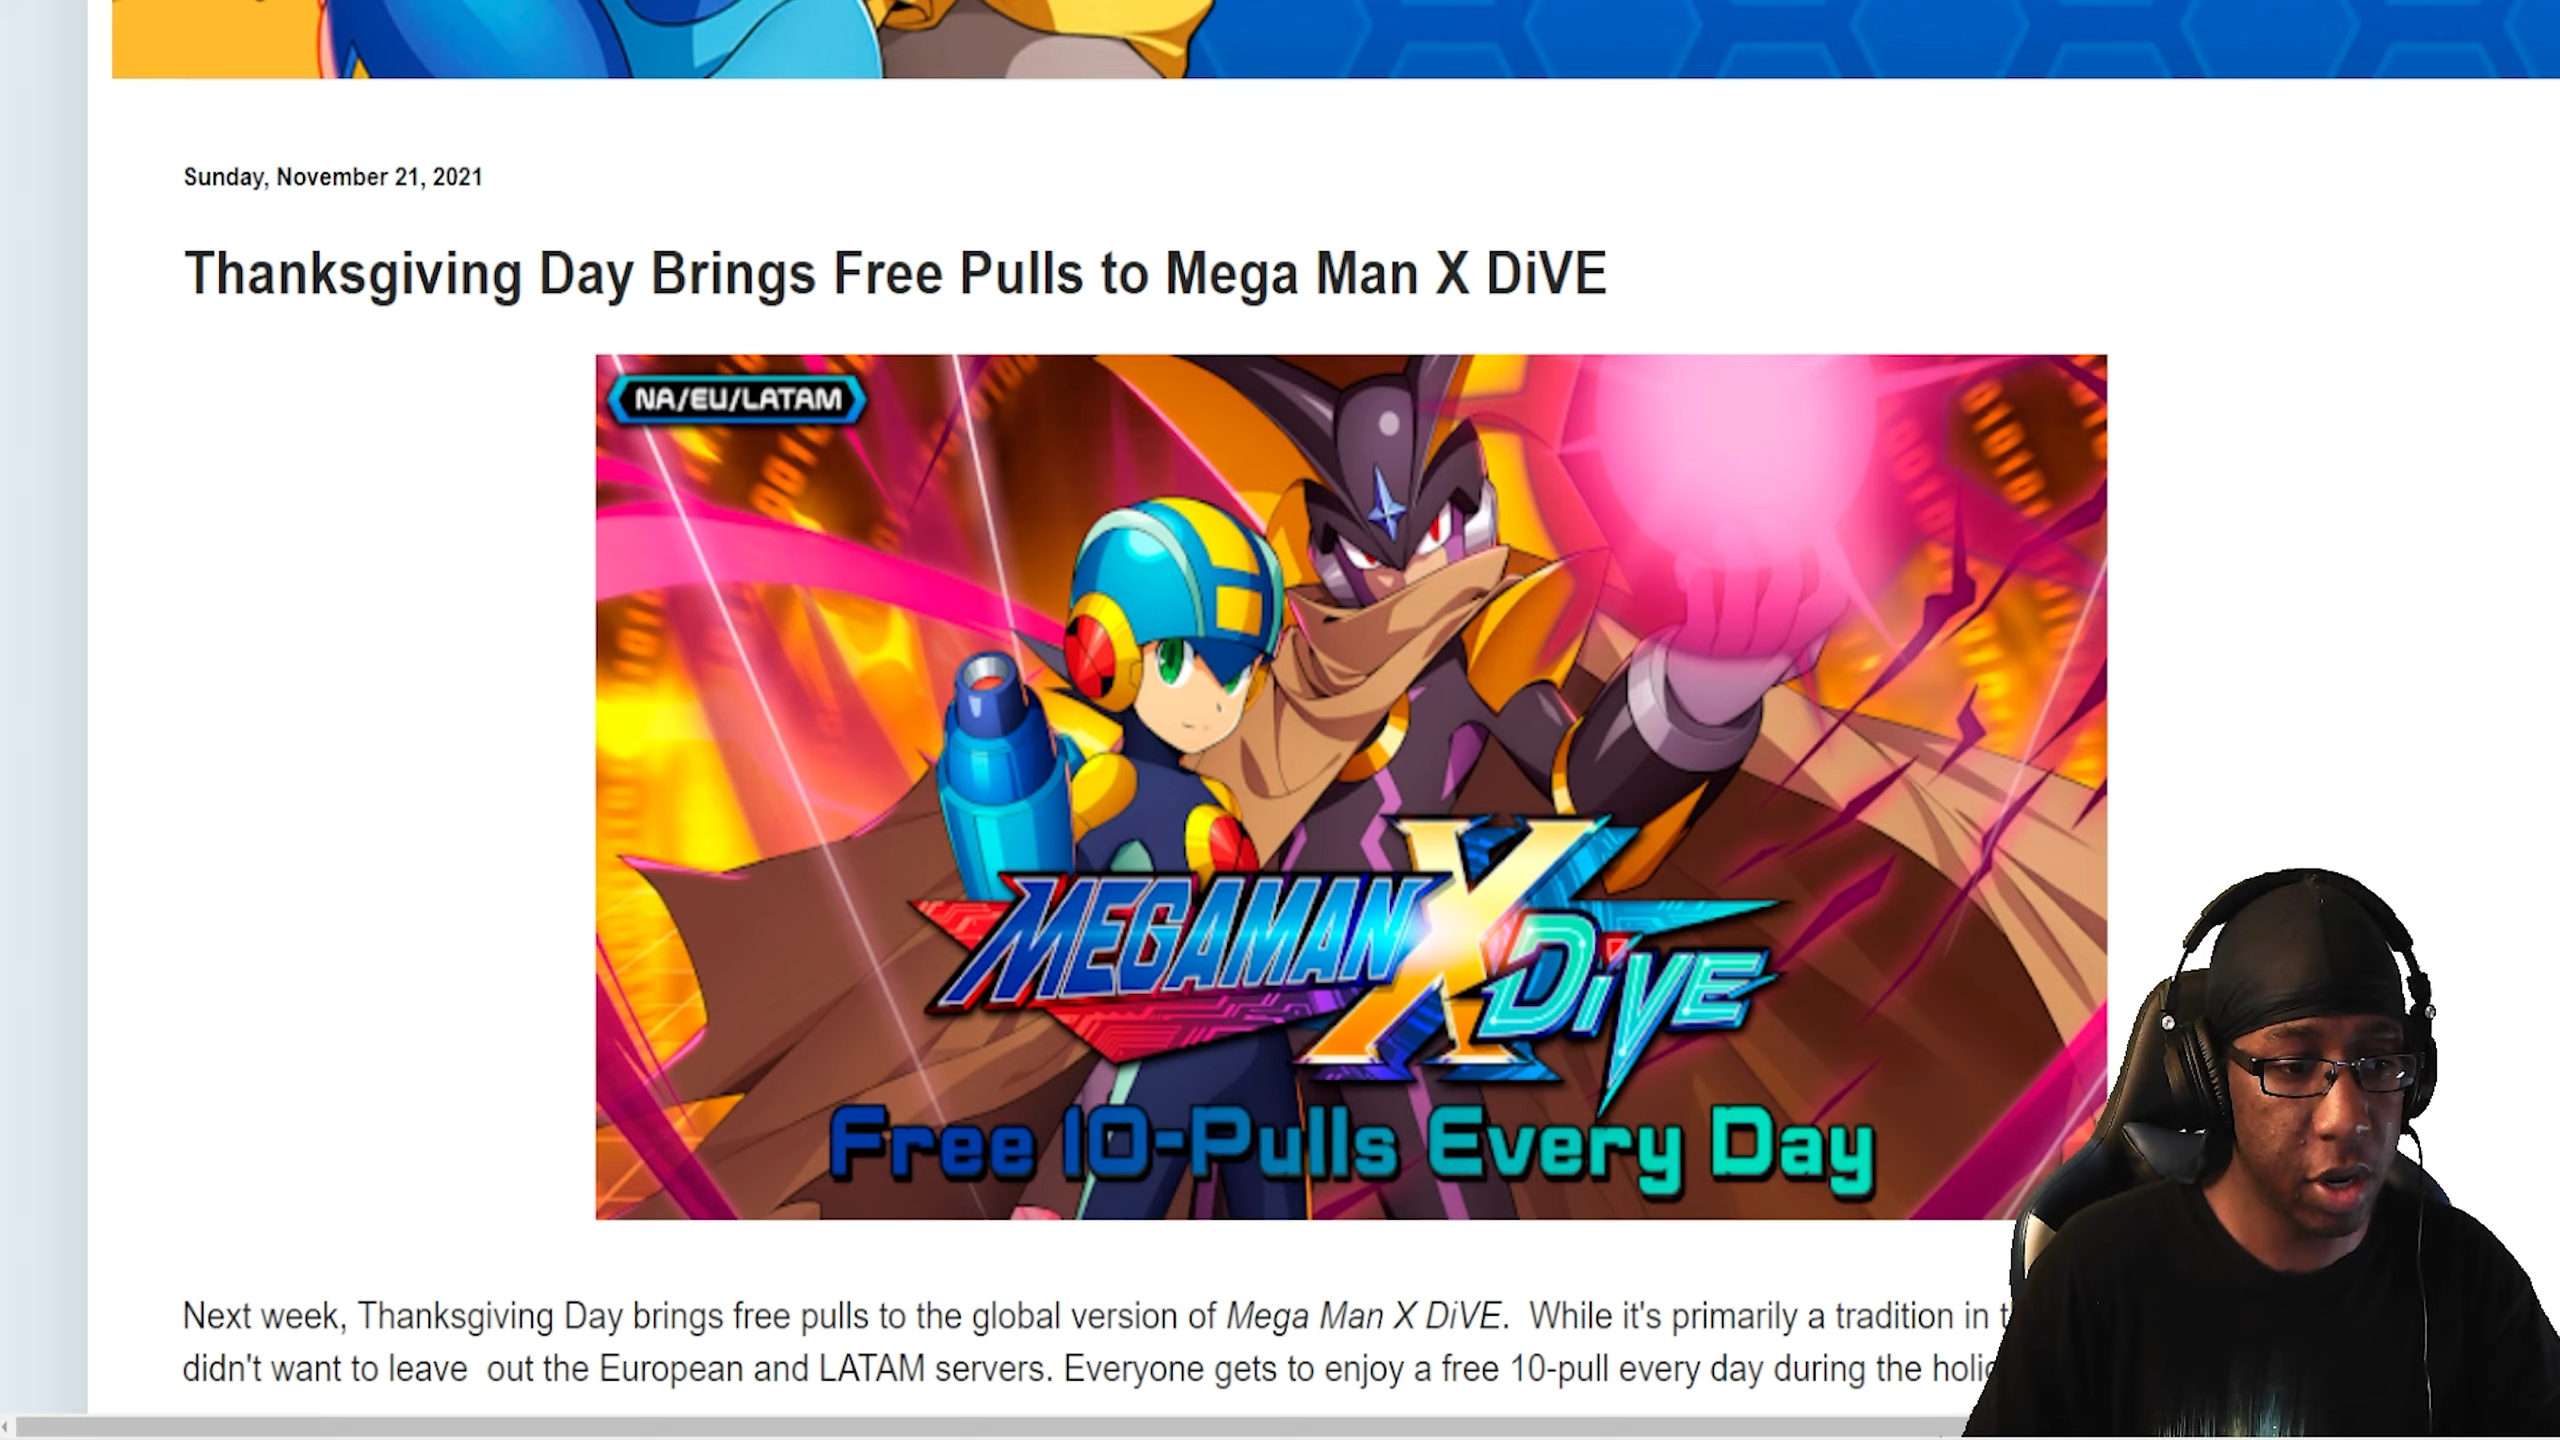 Sunday, November 21, 2021
Thanksgiving Day Brings Free Pulls to Mega Man X DiVE
NA/EU/LATAM
MEGAMAN X DiVE
Free 10-Pulls Every Day
Next week, Thanksgiving Day brings free pulls to the global version of Mega Man X DiVE. While it's primarily a tradition in
didn't want to leave out the European and LATAM servers. Everyone gets to enjoy a free 10-pull every day during the